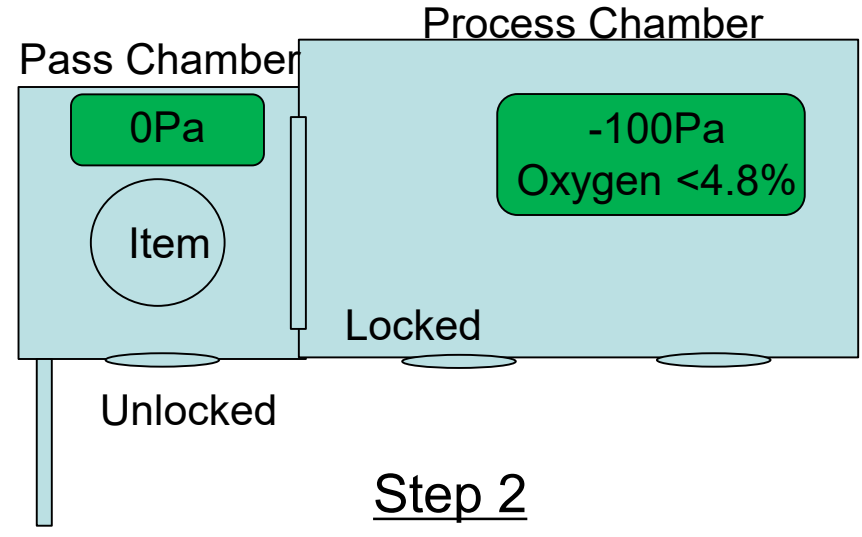 Process Chamber
Pass Chamber
0Pa
-100Pa
Oxygen <4.8%
Item
Locked
Unlocked
Step 2